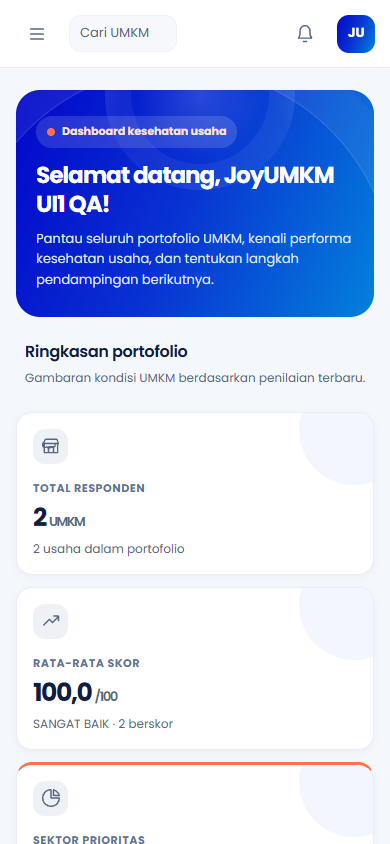 Cari UMKM
JU
Dashboard kesehatan usaha
Selamat datang, JoyUMKM
UI1 QA!
Pantau seluruh portofolio UMKM, kenali performa
kesehatan usaha, dan tentukan langkah
pendampingan berikutnya.
Ringkasan portofolio
Gambaran kondisi UMKM berdasarkan penilaian terbaru.
TOTAL RESPONDEN
2 UMKM
2 usaha dalam portofolio
RATA-RATA SKOR
100,0 /100
SANGAT BAIK · 2 berskor
SEKTOR PRIORITAS